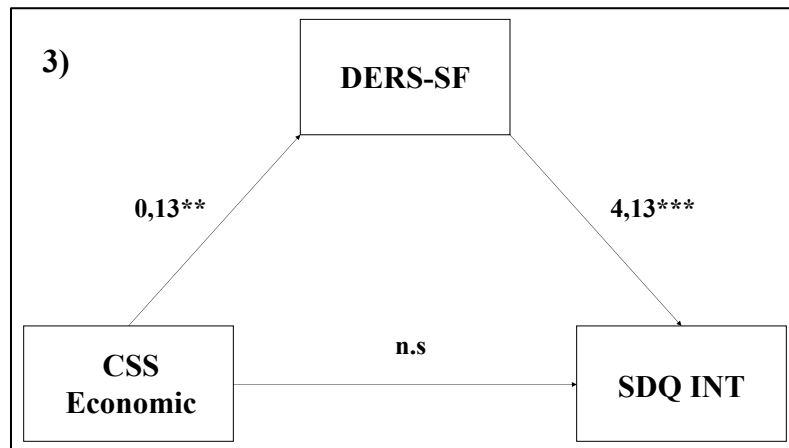 3)
DERS-SF
0,13**
4,13***
n.s
CSS
Economic
SDQ INT